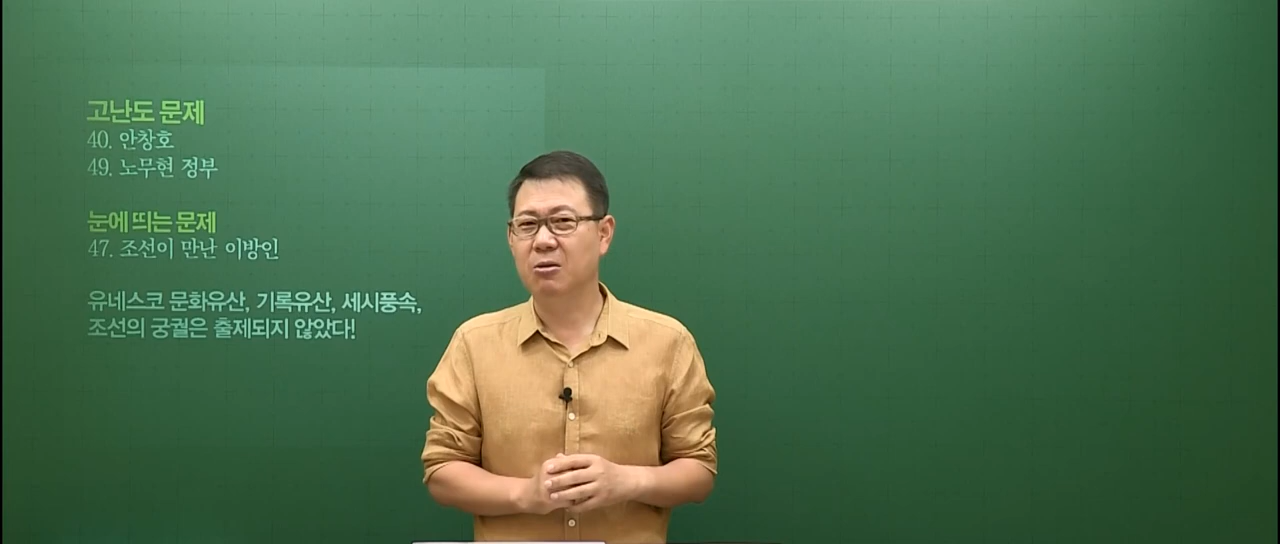 고난도 문제
40. 안창호
49. 노무현 정부
눈에 띄는 문제
47. 조선이 만난 이방인
유네스코 문화유산, 기록유산, 세시풍속,
조선의 궁궐은 출제되지 않았다!